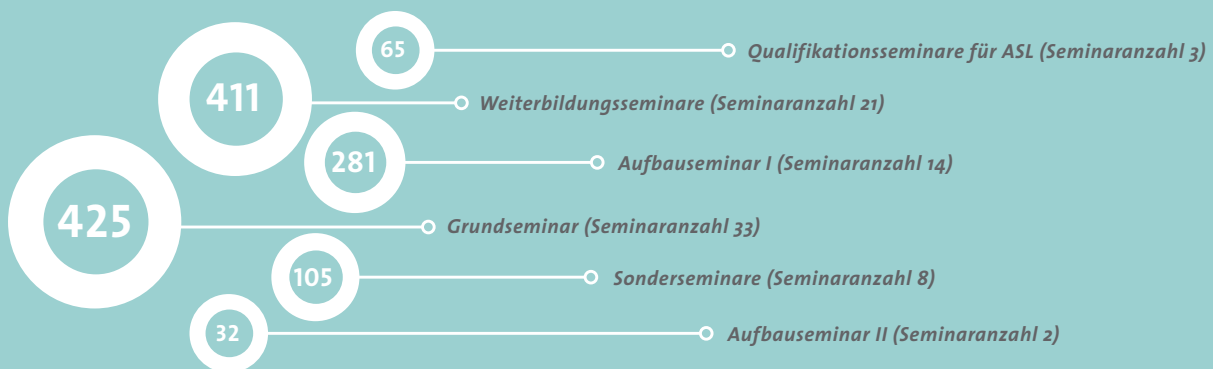 65 Qualifikationsseminare für ASL (Seminaranzahl 3)
411 Weiterbildungsseminare (Seminaranzahl 21)
281 Aufbauseminar I (Seminaranzahl 14)
425 Grundseminar (Seminaranzahl 33)
105 Sonderseminare (Seminaranzahl 8)
32 Aufbauseminar II (Seminaranzahl 2)